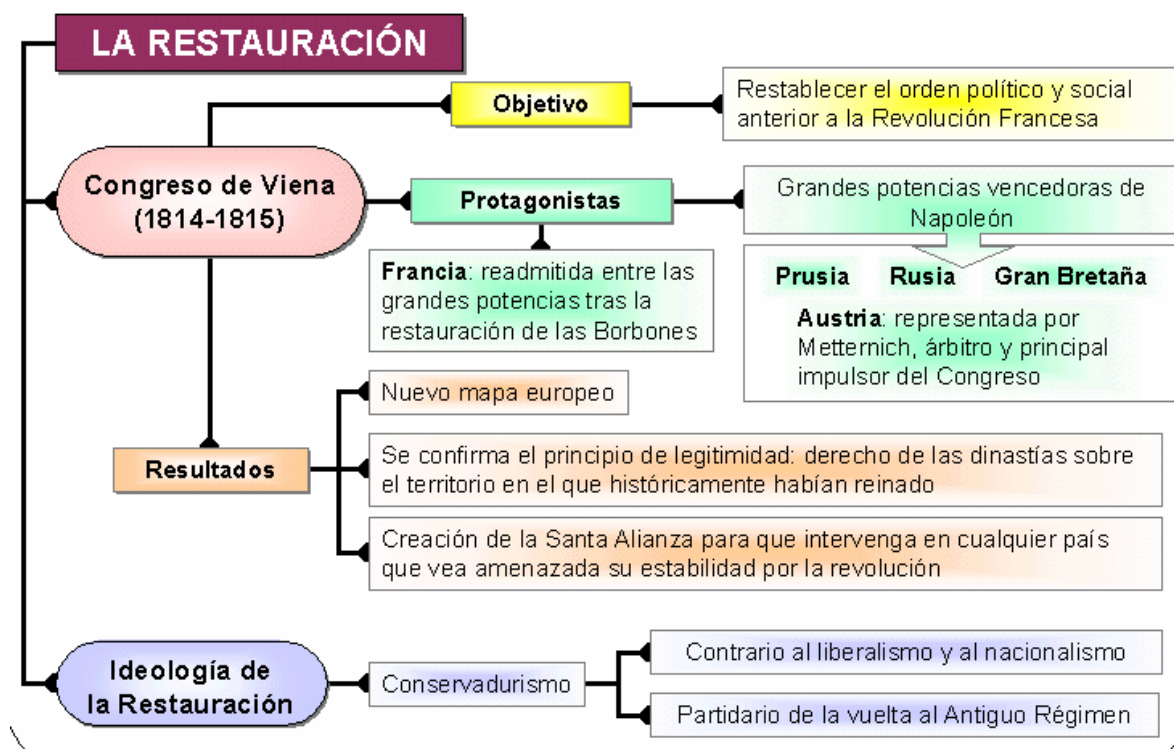 LA RESTAURACIÓN
Objetivo
Restablecer el orden político y social
anterior a la Revolución Francesa
Congreso de Viena
(1814-1815)
Protagonistas
Grandes potencias vencedoras de
Napoleón
Francia: readmitida entre las
grandes potencias tras la
restauración de las Borbones
Prusia Rusia Gran Bretaña
Austria: representada por
Metternich, árbitro y principal
impulsor del Congreso
Resultados
Nuevo mapa europeo
Se confirma el principio de legitimidad: derecho de las dinastías sobre
el territorio en el que históricamente habían reinado
Creación de la Santa Alianza para que intervenga en cualquier país
que vea amenazada su estabilidad por la revolución
Ideología de
la Restauración
Conservadurismo
Contrario al liberalismo y al nacionalismo
Partidario de la vuelta al Antiguo Régimen